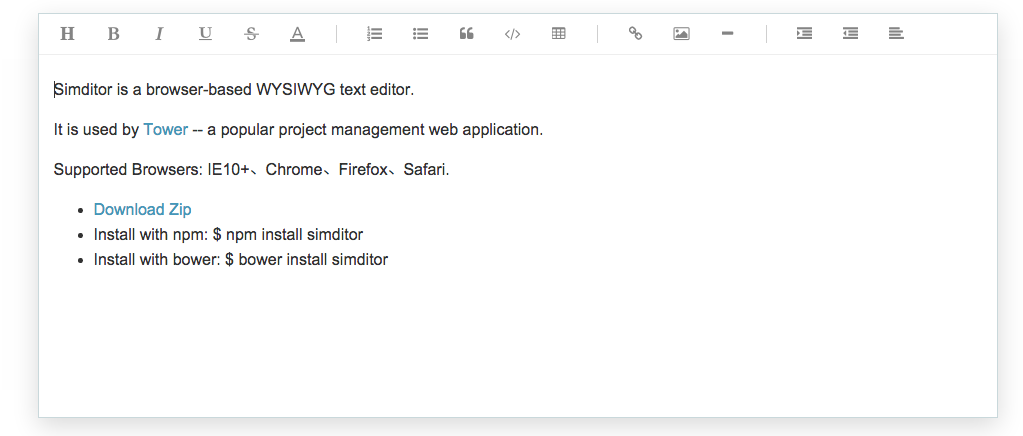 H B I U S A
Simditor is a browser-based WYSIWYG text editor.
It is used by Tower -- a popular project management web application.
Supported Browsers: IE10+、Chrome、Firefox、Safari.
• Download Zip
• Install with npm: $ npm install simditor
• Install with bower: $ bower install simditor